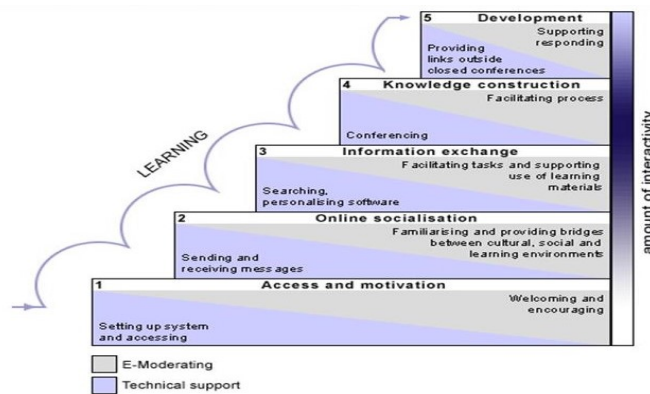 5 Development
Supporting
responding
Providing
links outside
closed conferences
4 Knowledge construction
Facilitating process
Conferencing
3 Information exchange
Facilitating tasks and supporting
use of learning
materials
Searching,
personalising software
2 Online socialisation
Familiarising and providing bridges
between cultural, social and
learning environments
Sending and
receiving messages
1 Access and motivation
Welcoming and
encouraging
Setting up system
and accessing
LEARNING
amount of interactivity
E-Moderating
Technical support